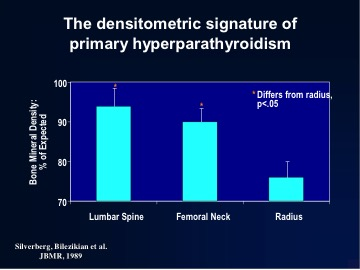 The densitometric signature of
primary hyperparathyroidism
100
90
80
70
Bone Mineral Density:
% of Expected
*
*
* Differs from radius,
p<.05
Lumbar Spine
Femoral Neck
Radius
Silverberg, Bilezikian et al.
JBMR, 1989